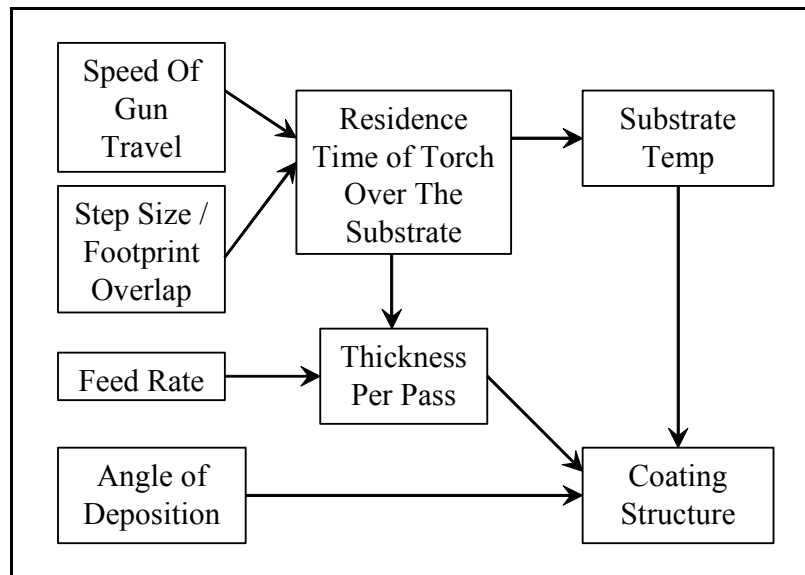 Speed Of
Gun
Travel
Step Size /
Footprint
Overlap
Residence
Time of Torch
Over The
Substrate
Substrate
Temp
Feed Rate
Thickness
Per Pass
Angle of
Deposition
Coating
Structure